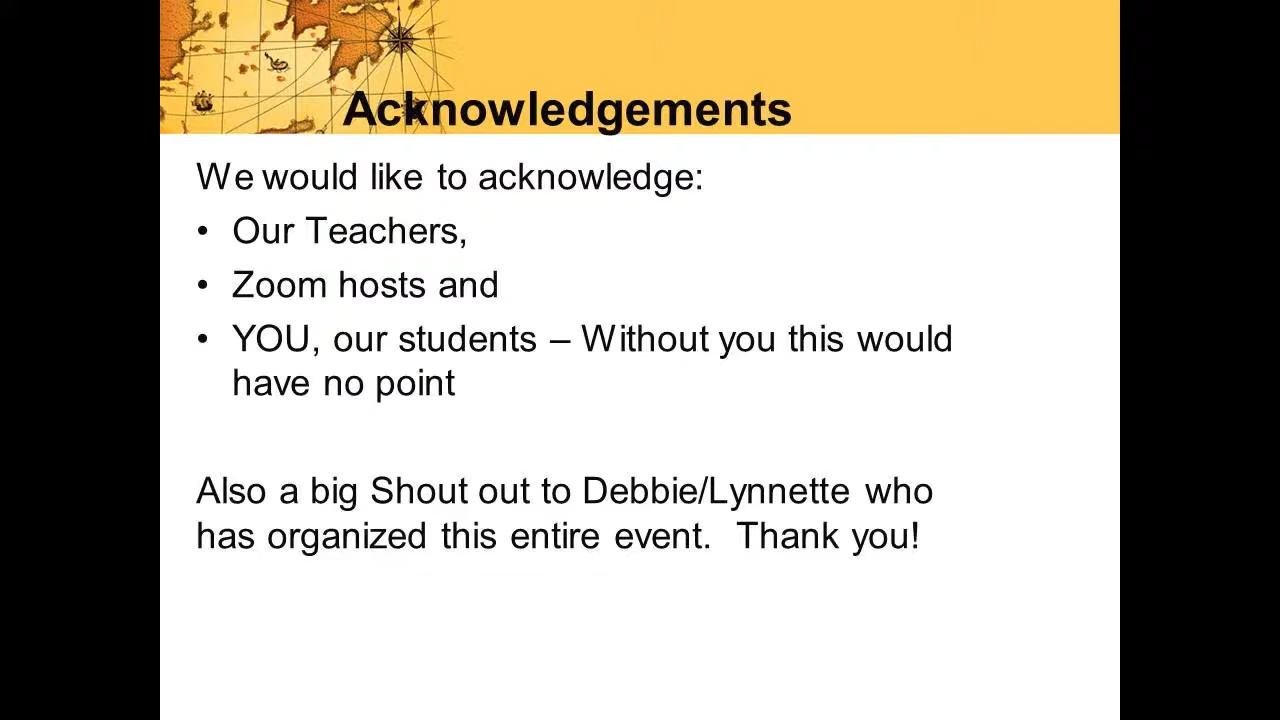 Acknowledgements
We would like to acknowledge:
• Our Teachers,
• Zoom hosts and
• YOU, our students – Without you this would
have no point
Also a big Shout out to Debbie/Lynnette who
has organized this entire event.  Thank you!